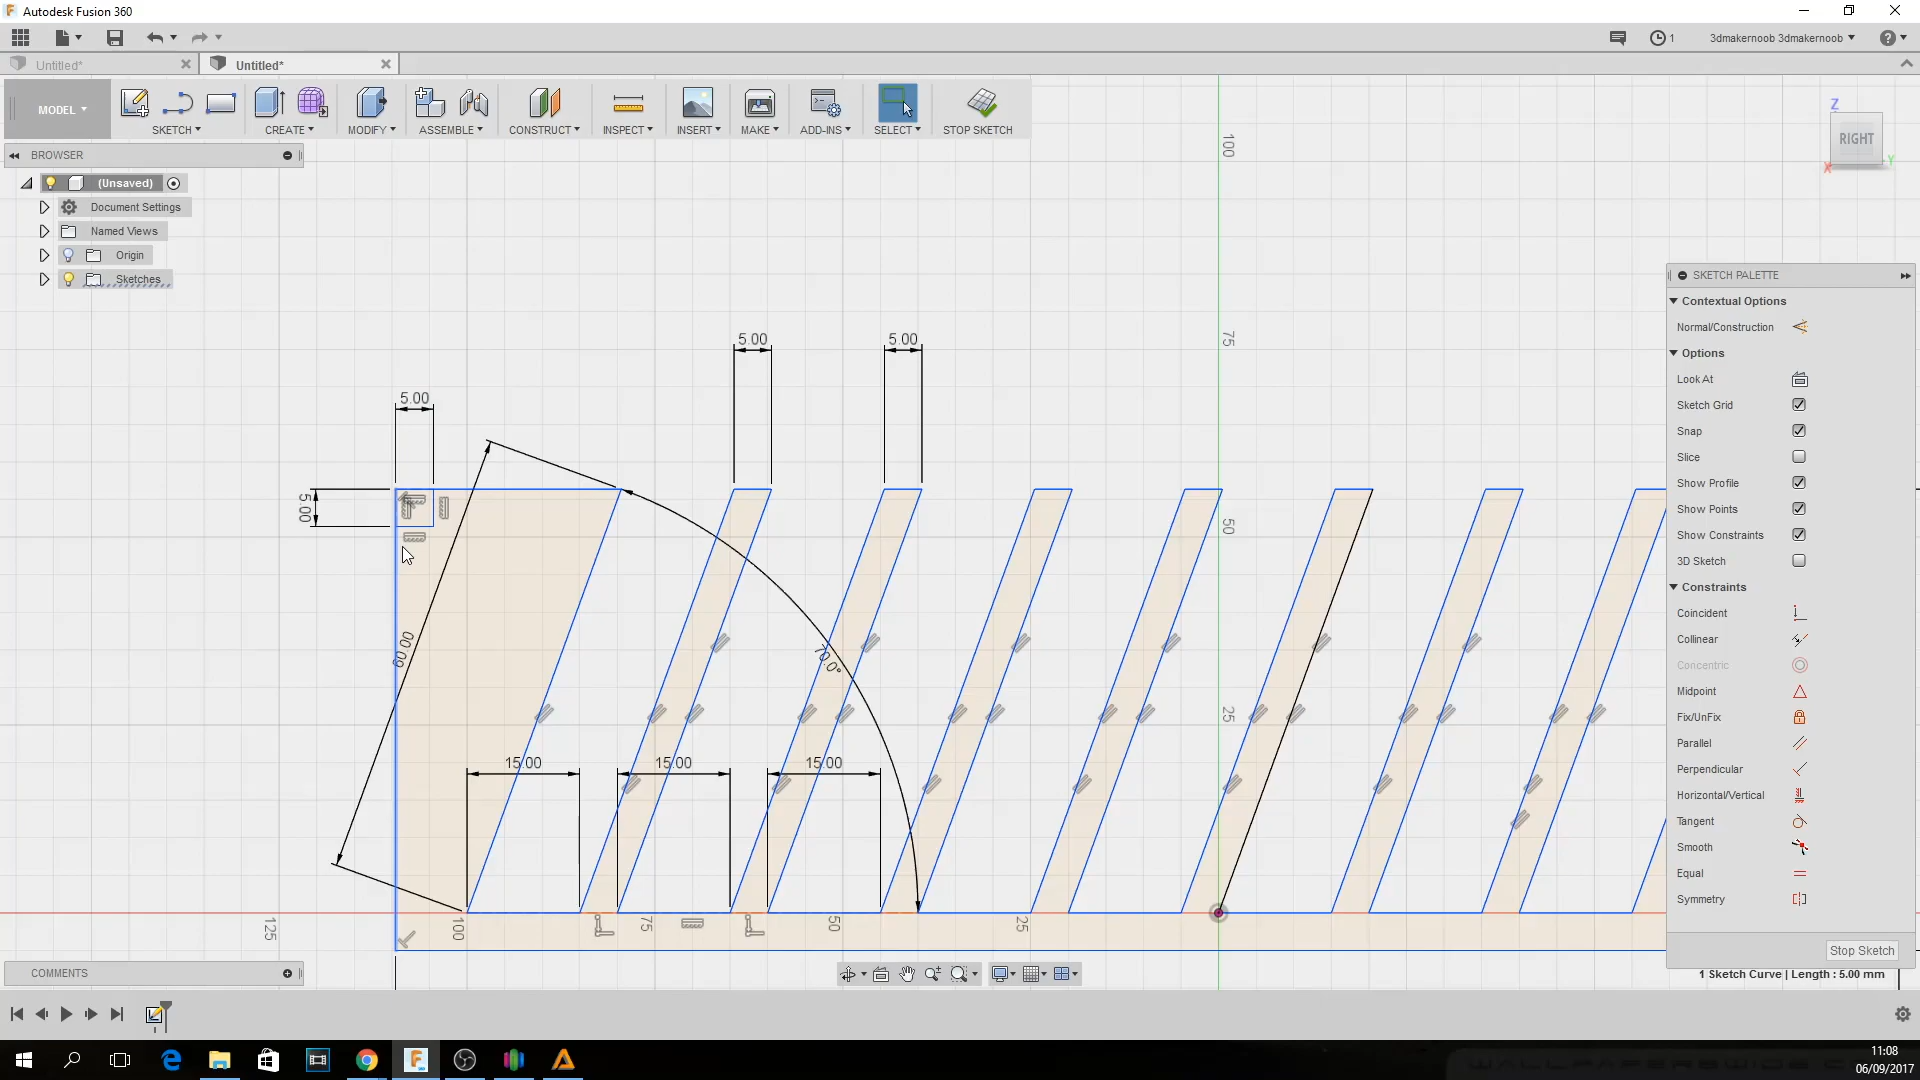 Autodesk Fusion 360
1
3dmakernoob 3dmakernoob
Untitled*
Untitled*
MODEL
SKETCH
CREATE
MODIFY
ASSEMBLE
CONSTRUCT
INSPECT
INSERT
MAKE
ADD-INS
SELECT
STOP SKETCH
BROWSER
(Unsaved)
Document Settings
Named Views
Origin
Sketches
Z
RIGHT
X
Y
100
75
50
25
5.00
5.00
5.00
5.00
60.00
70.0°
15.00
15.00
15.00
125
100
75
50
25
SKETCH PALETTE
Contextual Options
Normal/Construction
Options
Look At
Sketch Grid
Snap
Slice
Show Profile
Show Points
Show Constraints
3D Sketch
Constraints
Coincident
Collinear
Concentric
Midpoint
Fix/UnFix
Parallel
Perpendicular
Horizontal/Vertical
Tangent
Smooth
Equal
Symmetry
Stop Sketch
COMMENTS
1 Sketch Curve | Length : 5.00 mm
11:08
06/09/2017